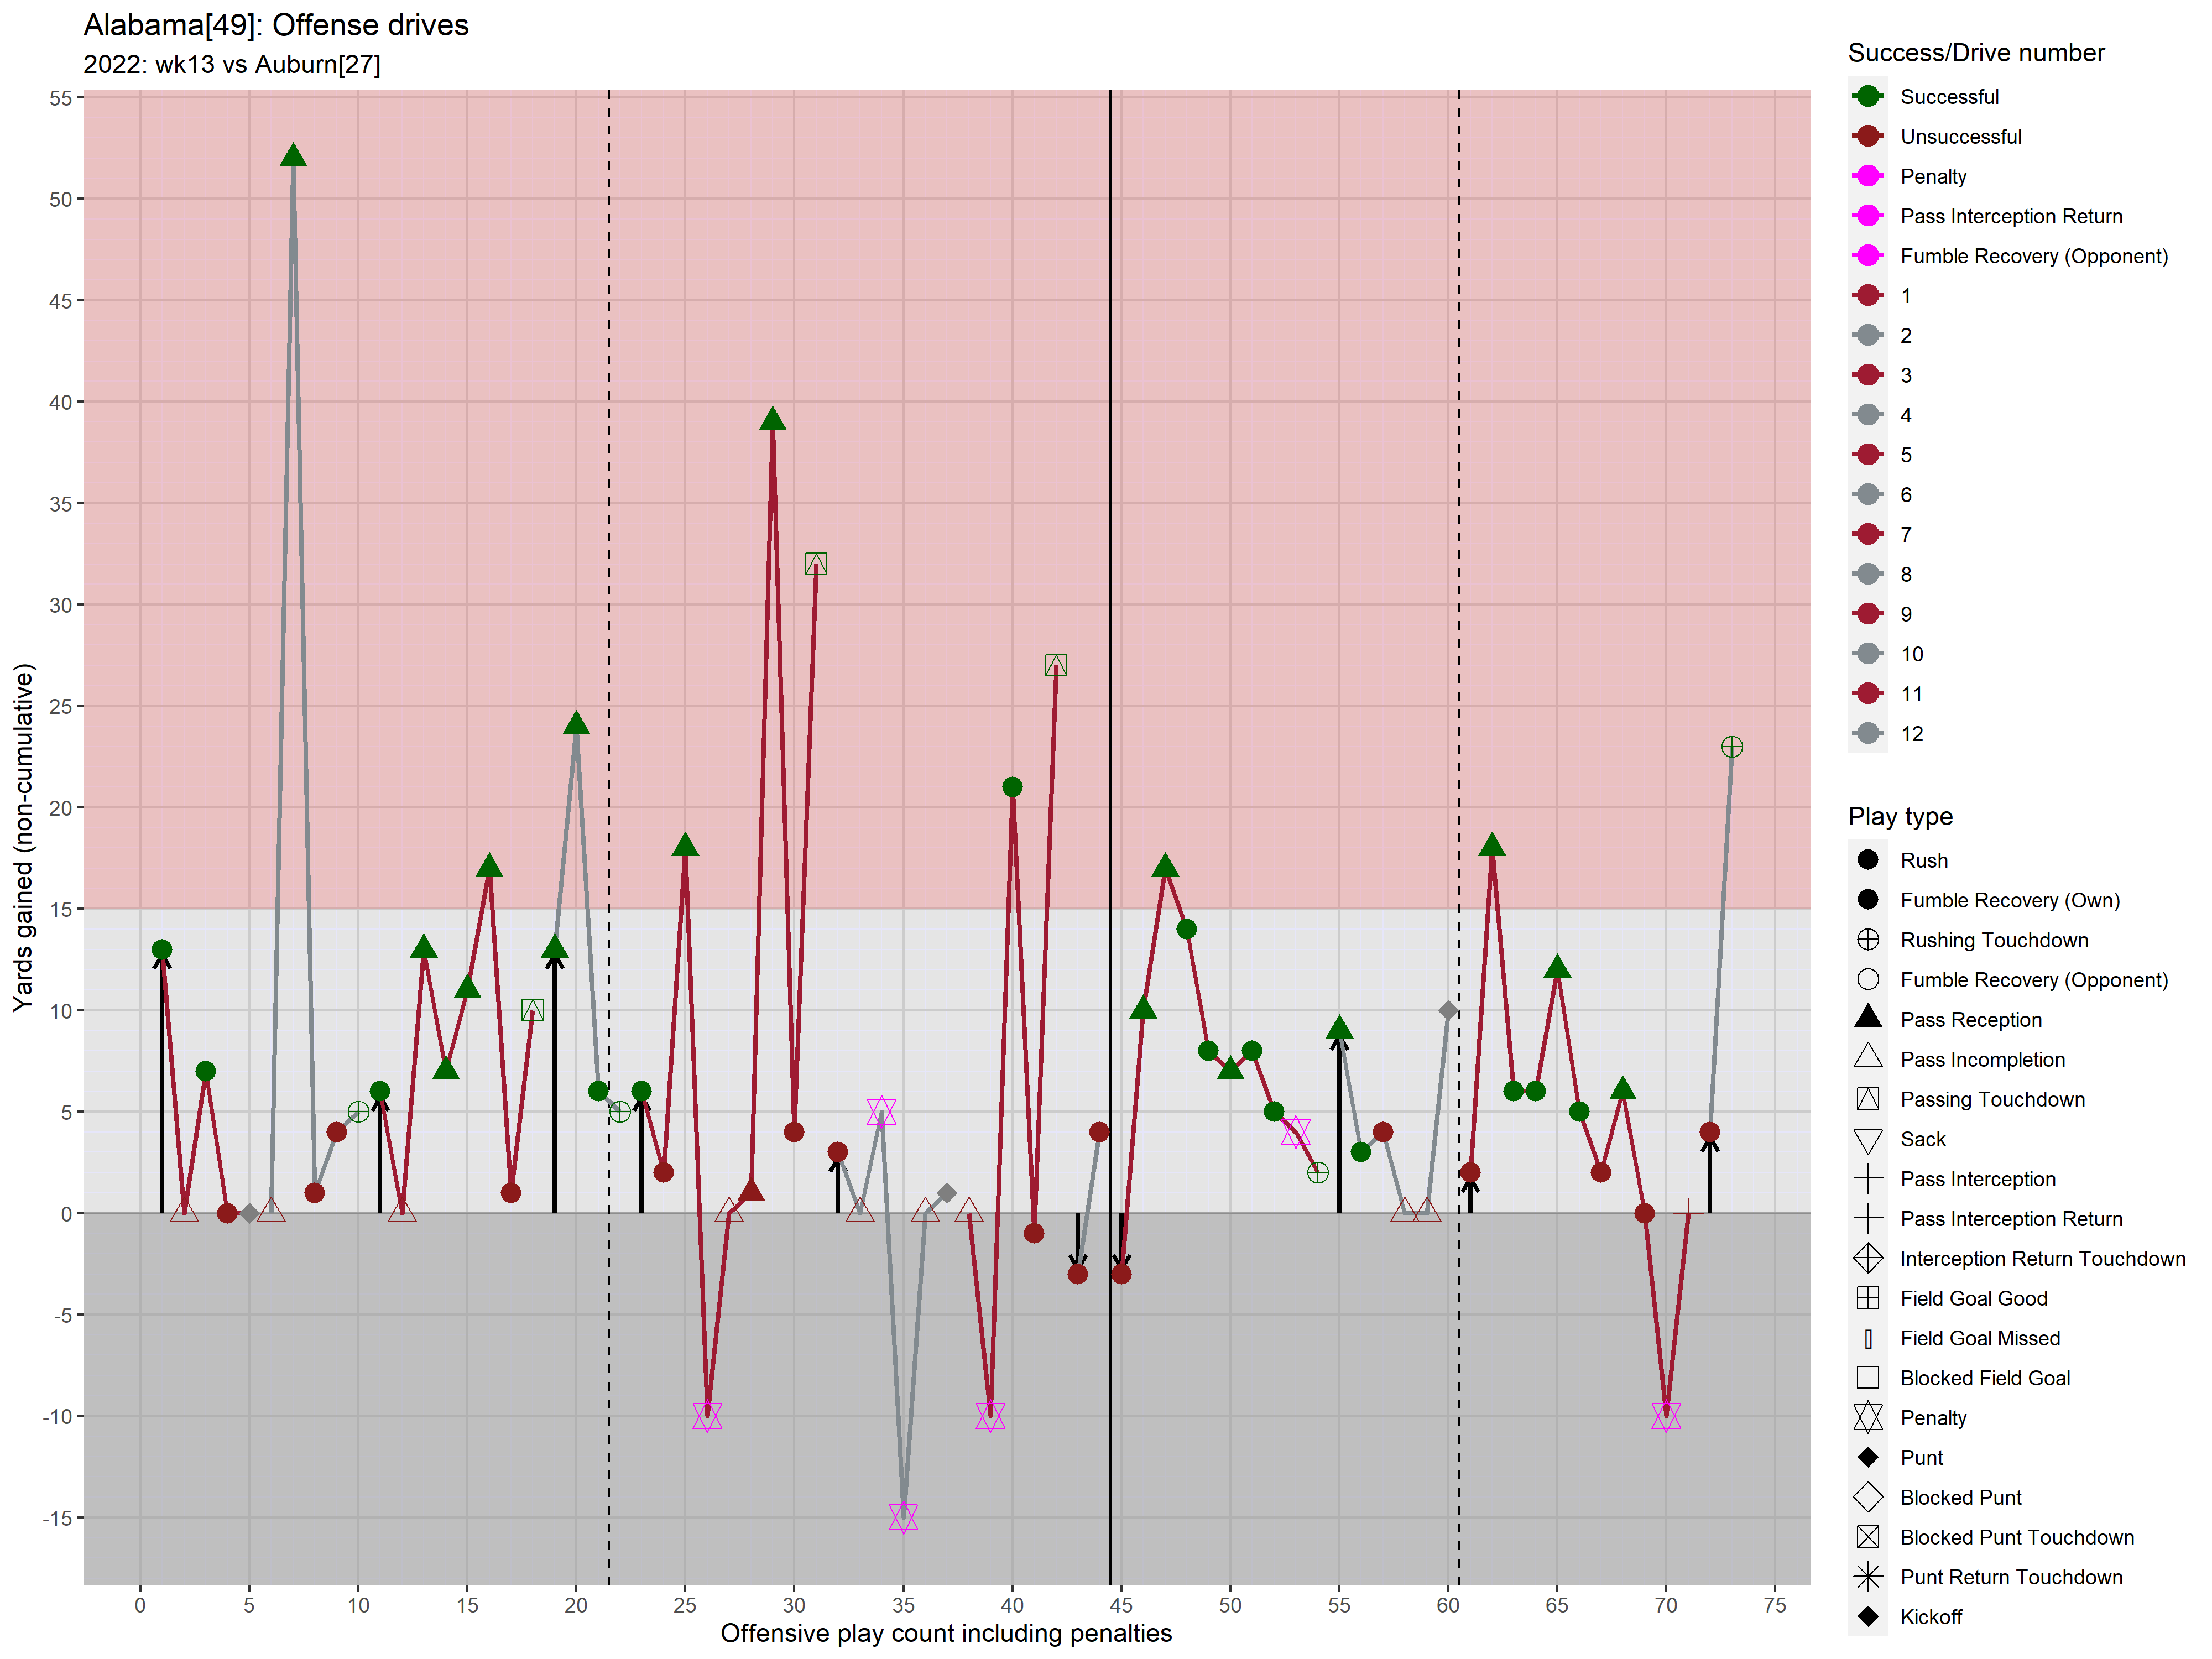 Alabama[49]: Offense drives
2022: wk13 vs Auburn[27]
55
50
45
40
35
30
25
20
15
10
5
0
-5
-10
-15
Yards gained (non-cumulative)
0 5 10 15 20 25 30 35 40 45 50 55 60 65 70 75
Offensive play count including penalties
Success/Drive number
Successful
Unsuccessful
Penalty
Pass Interception Return
Fumble Recovery (Opponent)
1
2
3
4
5
6
7
8
9
10
11
12
Play type
Rush
Fumble Recovery (Own)
Rushing Touchdown
Fumble Recovery (Opponent)
Pass Reception
Pass Incompletion
Passing Touchdown
Sack
Pass Interception
Pass Interception Return
Interception Return Touchdown
Field Goal Good
Field Goal Missed
Blocked Field Goal
Penalty
Punt
Blocked Punt
Blocked Punt Touchdown
Punt Return Touchdown
Kickoff